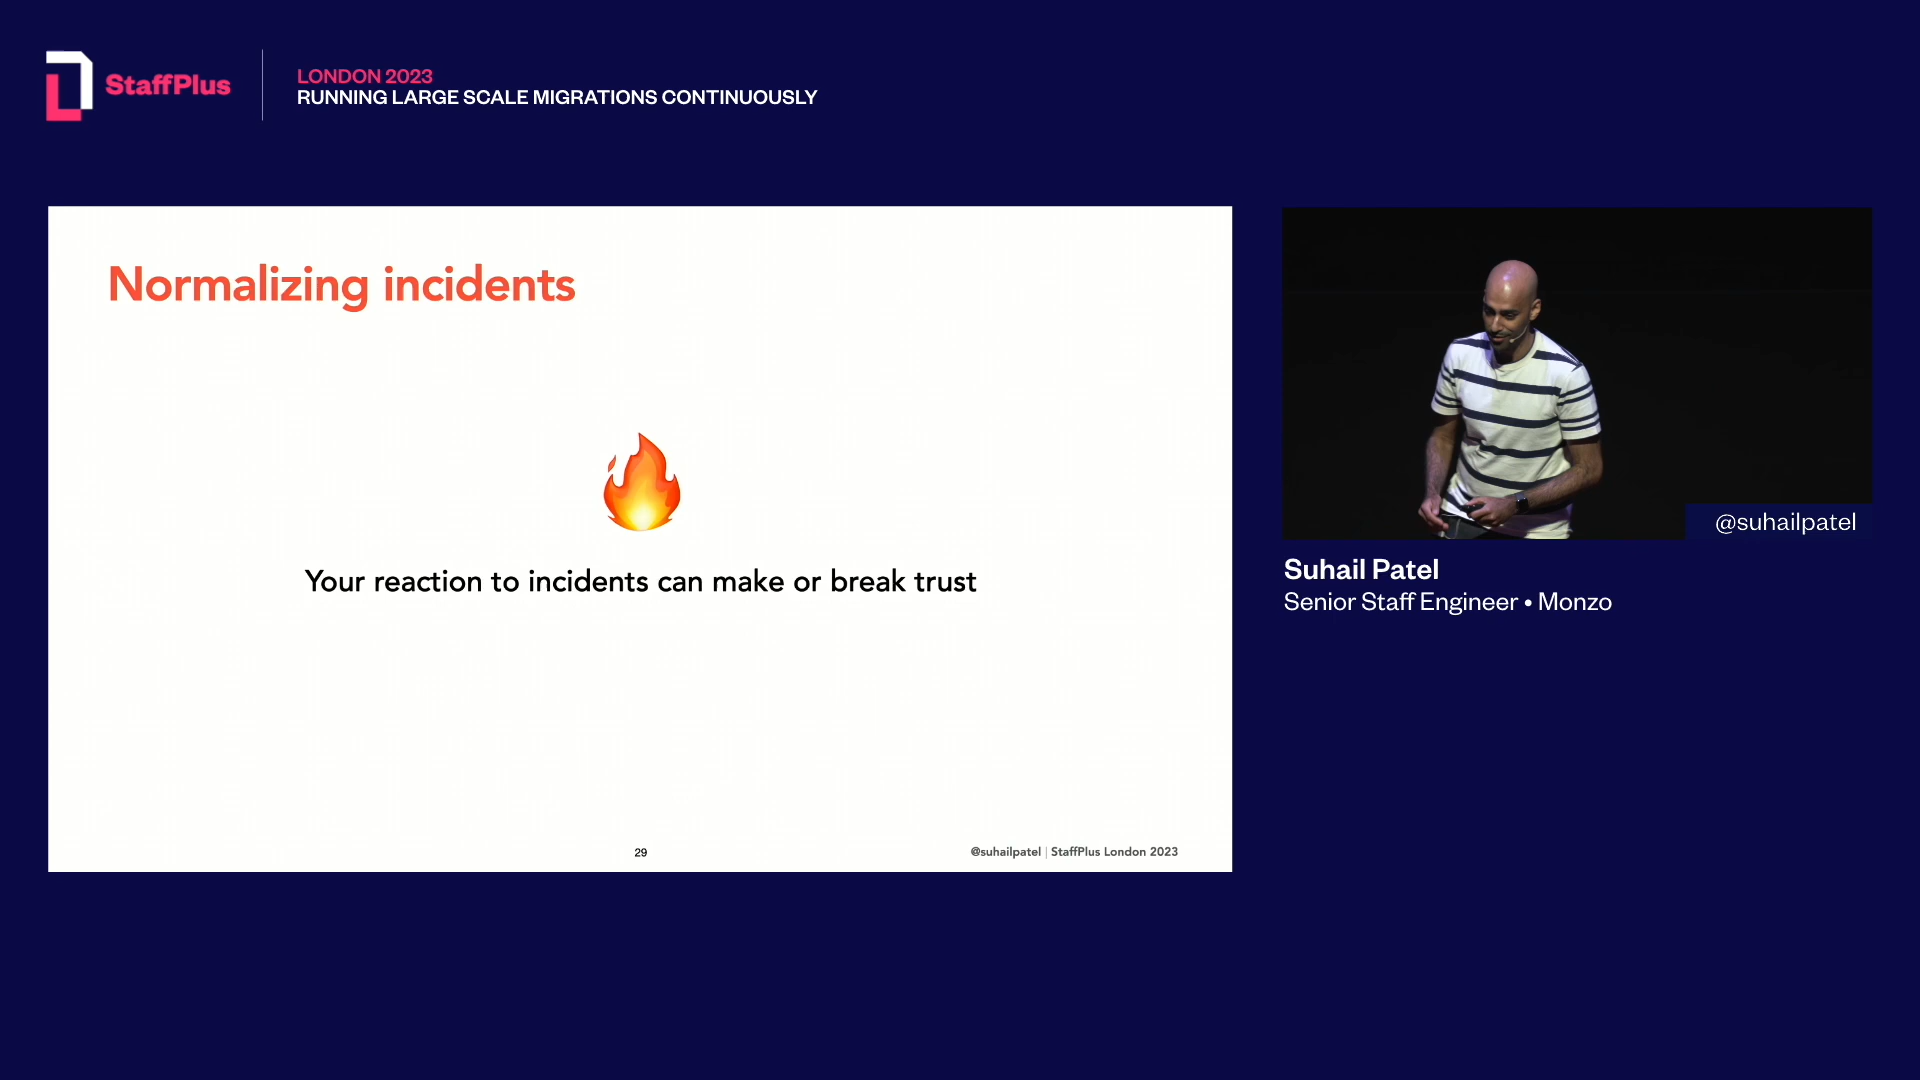 StaffPlus
LONDON 2023
RUNNING LARGE SCALE MIGRATIONS CONTINUOUSLY
Normalizing incidents
Your reaction to incidents can make or break trust
29
@suhailpatel | StaffPlus London 2023
@suhailpatel
Suhail Patel
Senior Staff Engineer • Monzo